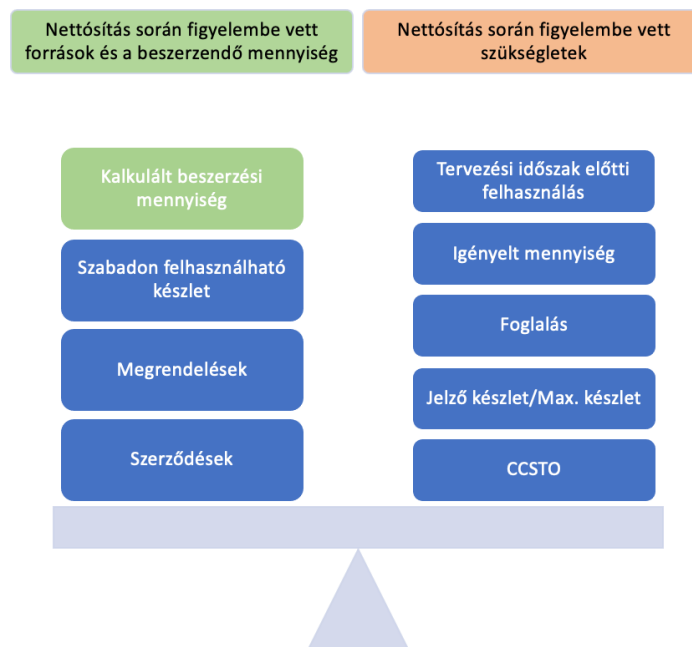 Nettósítás során figyelembe vett
források és a beszerzendő mennyiség
Nettósítás során figyelembe vett
szükségletek
Kalkulált beszerzési
mennyiség
Szabadon felhasználható
készlet
Megrendelések
Szerződések
Tervezési időszak előtti
felhasználás
Igényelt mennyiség
Foglalás
Jelző készlet/Max. készlet
CCSTO